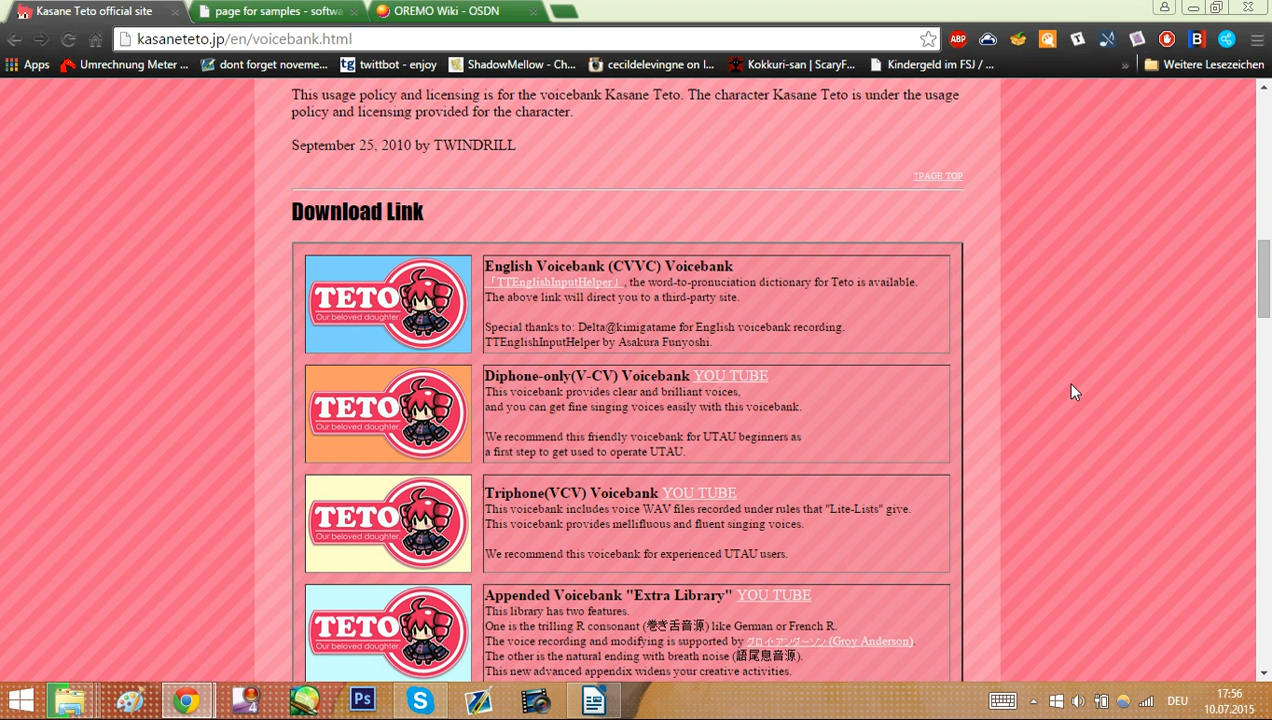 Kasane Teto official site
page for samples - softwa
OREMO Wiki - OSDN
kasaneteto.jp/en/voicebank.html
ABP
Apps
Umrechnung Meter ...
dont forget noveme...
twittbot - enjoy
ShadowMellow - Ch...
cecildelevingne on I...
Kokkuri-san | ScaryF...
Kindergeld im FSJ / ...
»
Weitere Lesezeichen
This usage policy and licensing is for the voicebank Kasane Teto. The character Kasane Teto is under the usage
policy and licensing provided for the character.
September 25, 2010 by TWINDRILL
↑PAGE TOP
Download Link
TETO
Our beloved daughter.
English Voicebank (CVVC) Voicebank
「TTEnglishInputHelper」, the word-to-pronuciation dictionary for Teto is available.
The above link will direct you to a third-party site.
Special thanks to: Delta@kimigatame for English voicebank recording.
TTEnglishInputHelper by Asakura Funyoshi.
TETO
Our beloved daughter.
Diphone-only(V-CV) Voicebank YOU TUBE
This voicebank provides clear and brilliant voices,
and you can get fine singing voices easily with this voicebank.
We recommend this friendly voicebank for UTAU beginners as
a first step to get used to operate UTAU.
TETO
Our beloved daughter.
Triphone(VCV) Voicebank YOU TUBE
This voicebank includes voice WAV files recorded under rules that "Lite-Lists" give.
This voicebank provides mellifluous and fluent singing voices.
We recommend this voicebank for experienced UTAU users.
TETO
Our beloved daughter.
Appended Voicebank "Extra Library" YOU TUBE
This library has two features.
One is the trilling R consonant (巻き舌音源) like German or French R.
The voice recording and modifying is supported by グロイ・アンダーソン (Groy Anderson).
The other is the natural ending with breath noise (語尾息音源).
This new advanced appendix widens your creative activities.
Ps
DEU
17:56
10.07.2015